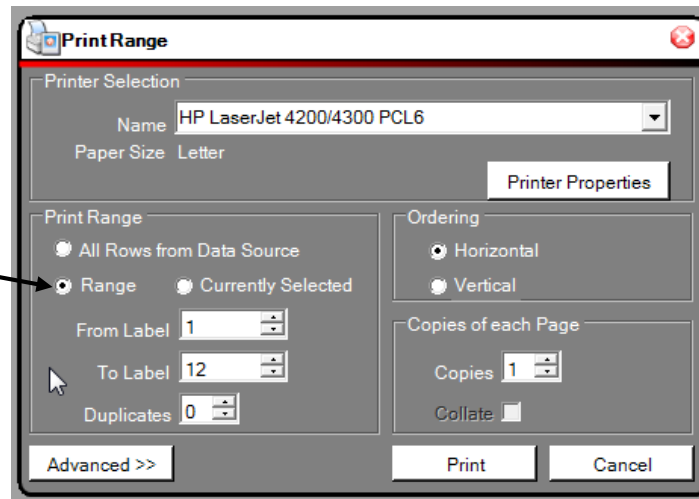 Print Range
Printer Selection
Name HP LaserJet 4200/4300 PCL6
Paper Size Letter
Printer Properties
Print Range
All Rows from Data Source
Range Currently Selected
From Label 1
To Label 12
Duplicates 0
Ordering
Horizontal
Vertical
Copies of each Page
Copies 1
Collate
Advanced >>
Print
Cancel